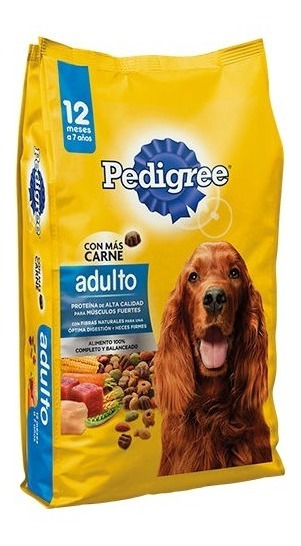 12
meses
a 7 años
Pedigree
CON MÁS
CARNE
adulto
PROTEÍNA DE ALTA CALIDAD
PARA MÚSCULOS FUERTES
CON FIBRAS NATURALES PARA UNA
ÓPTIMA DIGESTIÓN Y HECES FIRMES
ALIMENTO 100%
COMPLETO Y BALANCEADO
Pedigree
adulto